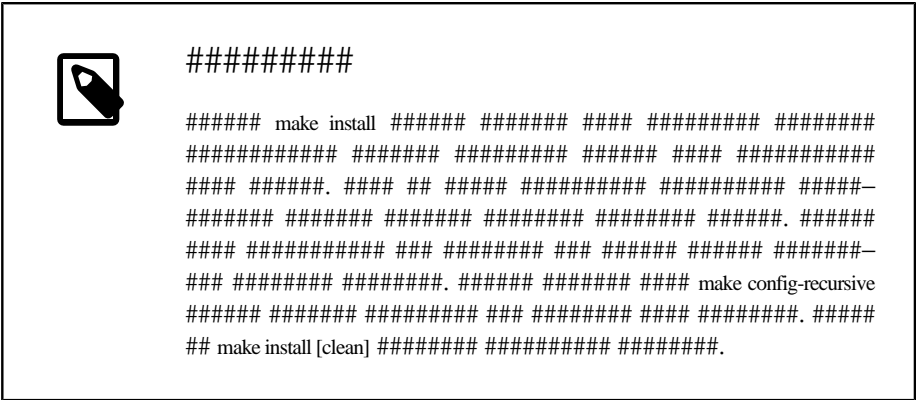 #########
###### make install ###### ####### #### ######### ########
############ ####### ######### ###### #### ###########
#### ######. #### ## ##### ########## ########## #####–
####### ####### ####### ######## ######## ######. ######
#### ########### ### ######## ### ###### ###### #######–
### ######## ########. ###### ####### #### make config-recursive
###### ####### ######### ### ######## #### ########. #####
## make install [clean] ######## ########## ########.